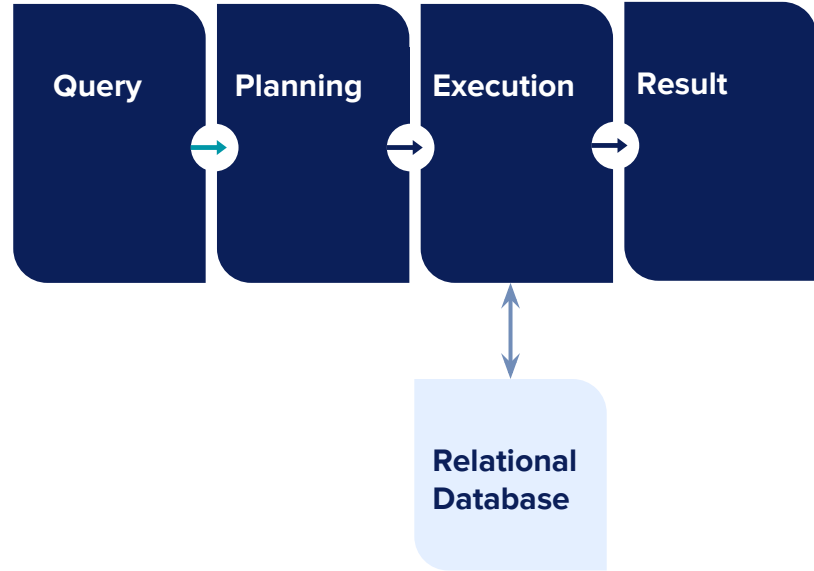 Query
Planning
Execution
Result
Relational
Database